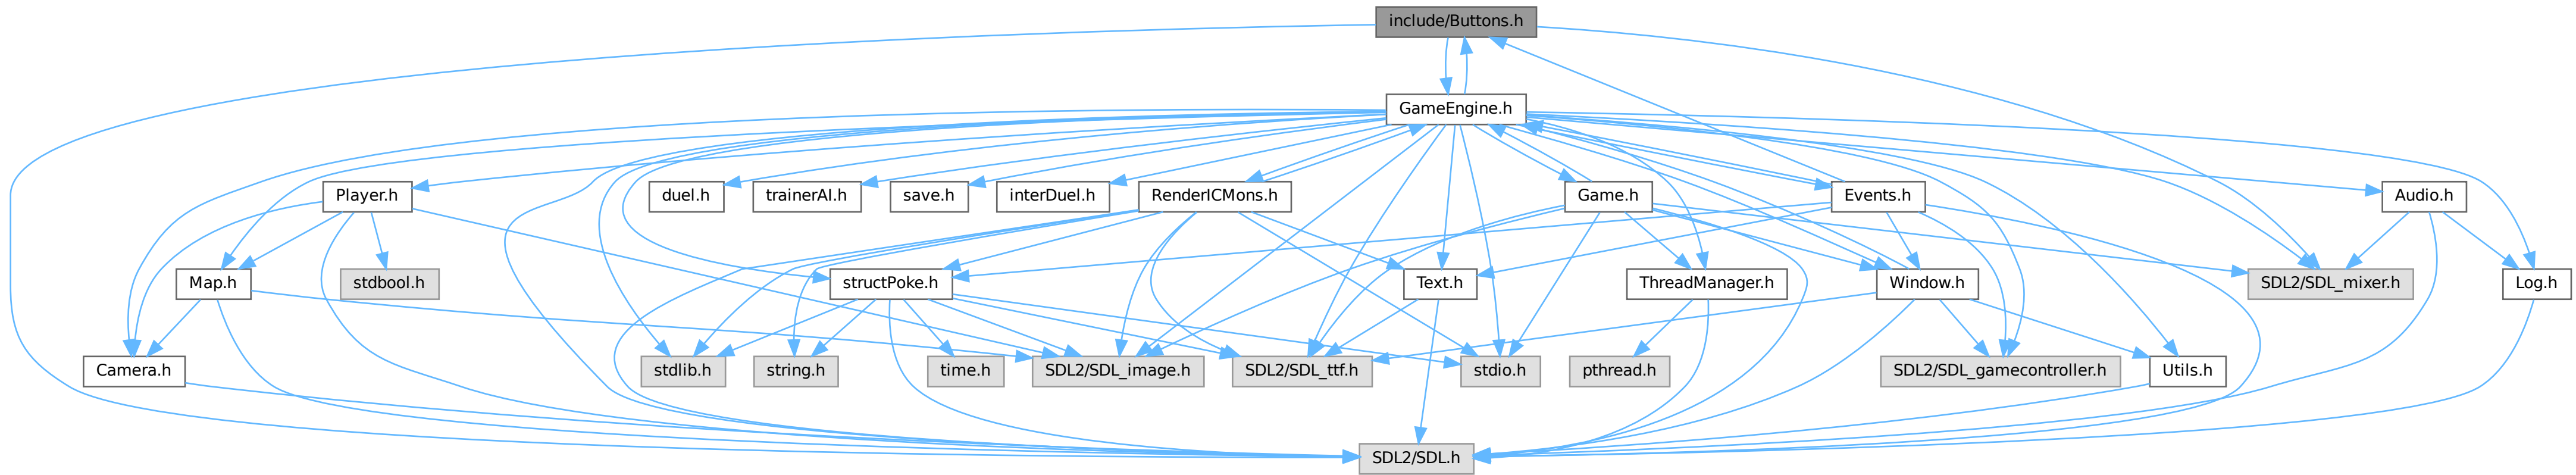 include/Buttons.h
GameEngine.h
Player.h
duel.h
trainerAI.h
save.h
interDuel.h
RenderICMons.h
Game.h
Events.h
Audio.h
Map.h
stdbool.h
structPoke.h
Text.h
ThreadManager.h
Window.h
SDL2/SDL_mixer.h
Log.h
Camera.h
stdlib.h
string.h
time.h
SDL2/SDL_image.h
SDL2/SDL_ttf.h
stdio.h
pthread.h
SDL2/SDL_gamecontroller.h
Utils.h
SDL2/SDL.h